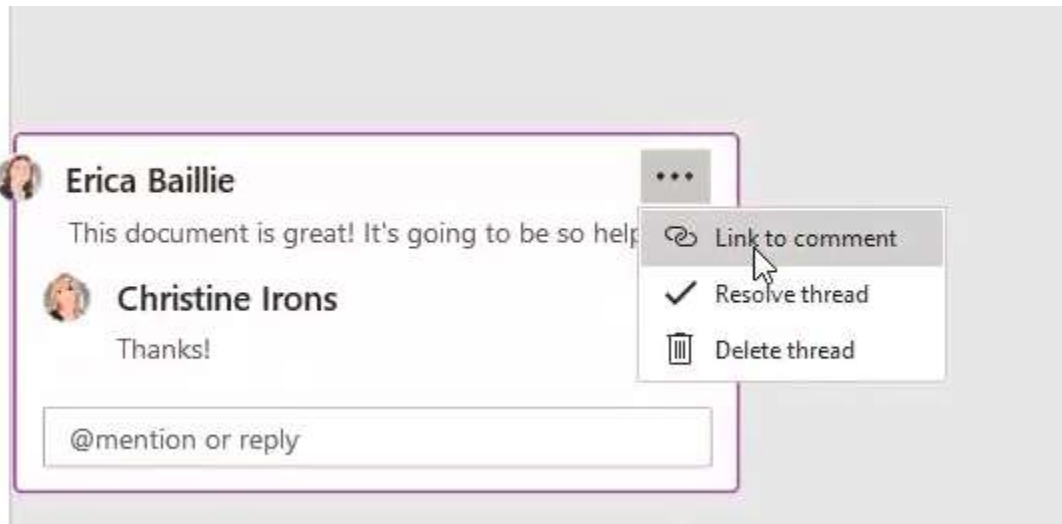 Erica Baillie
This document is great! It's going to be so
Link to comment
Christine Irons
Resolve thread
Thanks!
Delete thread
@mention or reply